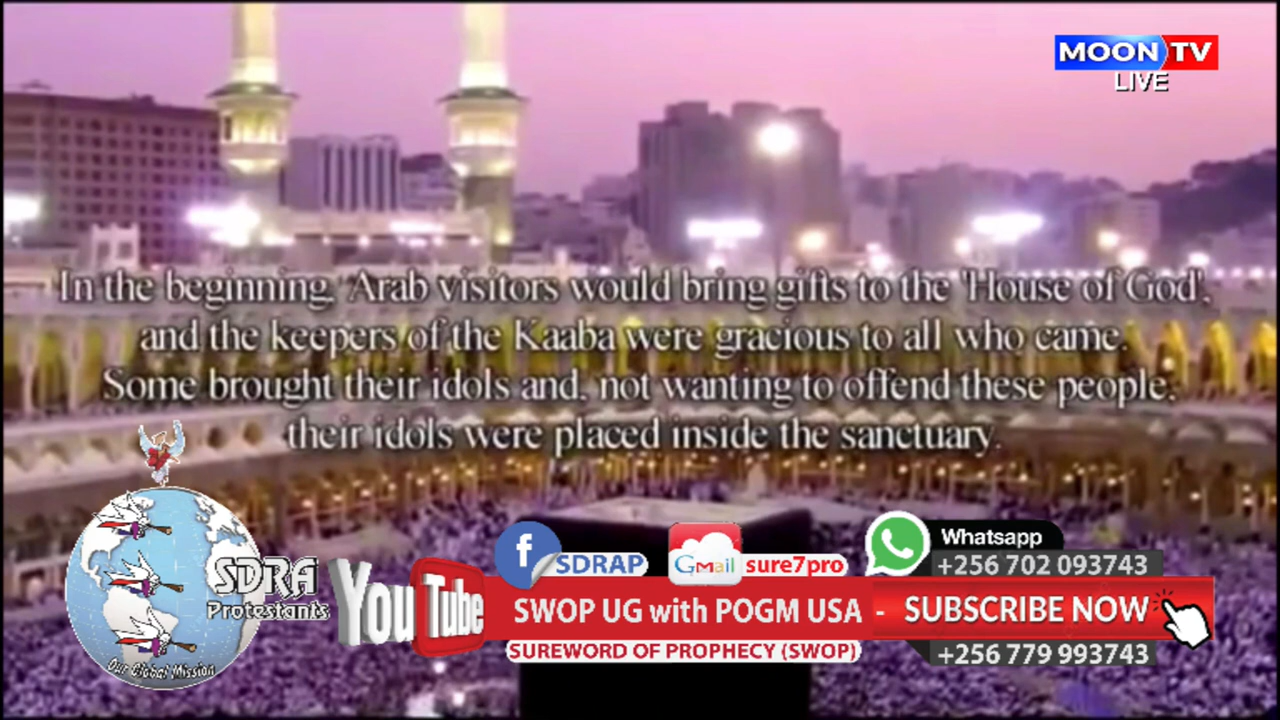 MOON TV
LIVE
In the beginning, Arab visitors would bring gifts to the 'House of God',
and the keepers of the Kaaba were gracious to all who came.
Some brought their idols and, not wanting to offend these people,
their idols were placed inside the sanctuary.
SDRA
Protestants
Our Global Mission
You Tube
f SDRAP
Gmail sure7pro
Whatsapp
+256 702 093743
SWOP UG with POGM USA - SUBSCRIBE NOW
SUREWORD OF PROPHECY (SWOP)
+256 779 993743